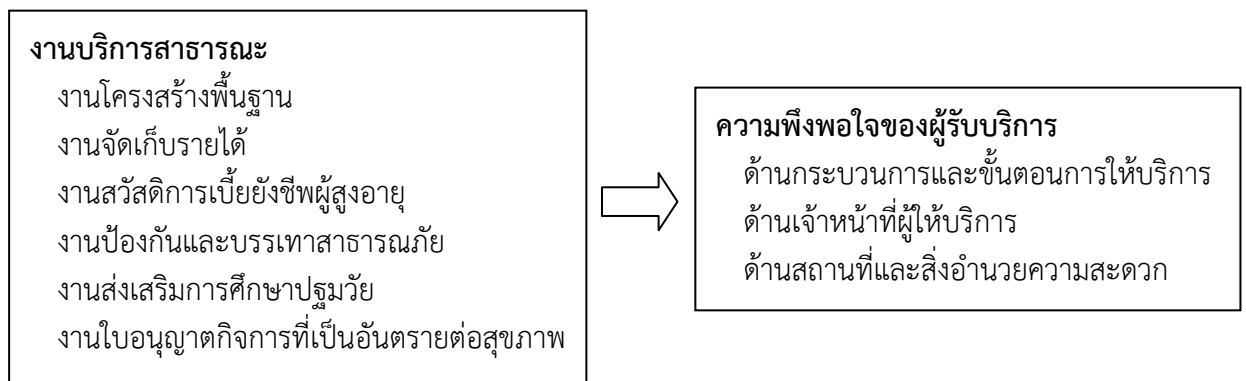 งานบริการสาธารณะ
งานโครงสร้างพื้นฐาน
งานจัดเก็บรายได้
งานสวัสดิการเบี้ยยังชีพผู้สูงอายุ
งานป้องกันและบรรเทาสาธารณภัย
งานส่งเสริมการศึกษาปฐมวัย
งานใบอนุญาตกิจการที่เป็นอันตรายต่อสุขภาพ
ความพึงพอใจของผู้รับบริการ
ด้านกระบวนการและขั้นตอนการให้บริการ
ด้านเจ้าหน้าที่ผู้ให้บริการ
ด้านสถานที่และสิ่งอำนวยความสะดวก